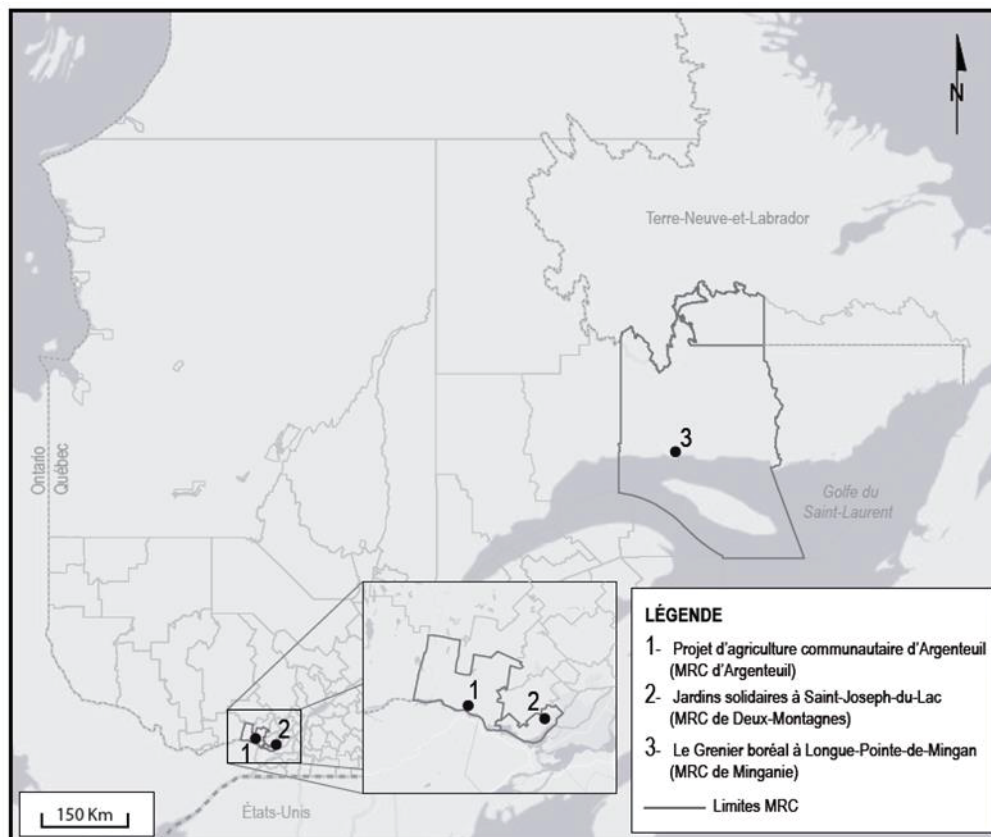 N
Terre-Neuve-et-Labrador
3
Ontario
Québec
Golfe du
Saint-Laurent
1
2
1
2
États-Unis
150 Km
LÉGENDE
1- Projet d'agriculture communautaire d'Argenteuil
(MRC d'Argenteuil)
2- Jardins solidaires à Saint-Joseph-du-Lac
(MRC de Deux-Montagnes)
3- Le Grenier boréal à Longue-Pointe-de-Mingan
(MRC de Minganie)
Limites MRC